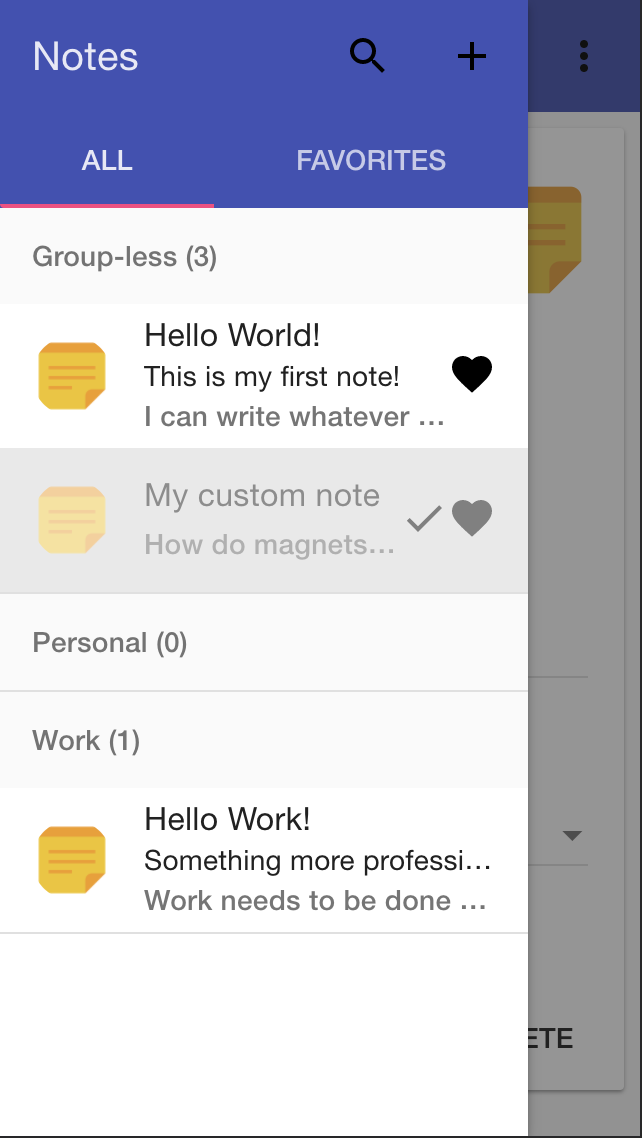 Notes
ALL
FAVORITES
Group-less (3)
Hello World!
This is my first note!
I can write whatever ...
My custom note
How do magnets...
Personal (0)
Work (1)
Hello Work!
Something more professi...
Work needs to be done ...
ETE